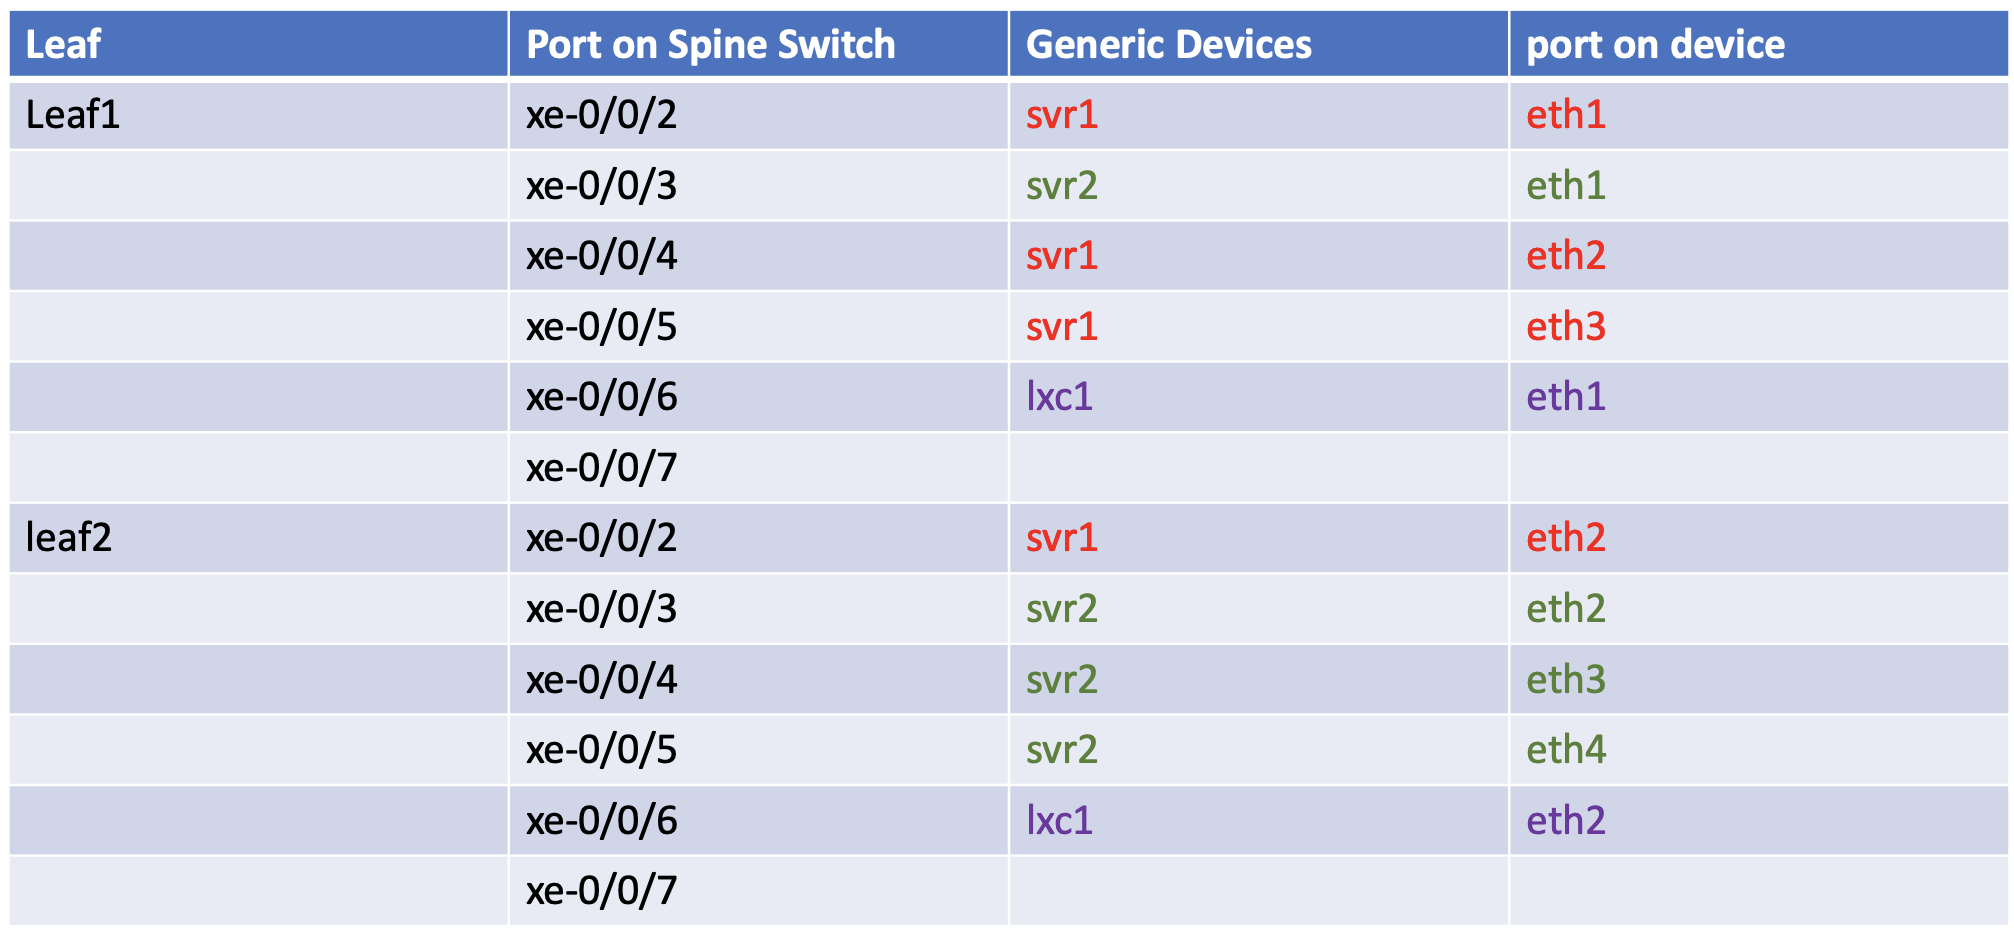 Leaf Port on Spine Switch Generic Devices port on device
Leaf1 xe-0/0/2 svr1 eth1
xe-0/0/3 svr2 eth1
xe-0/0/4 svr1 eth2
xe-0/0/5 svr1 eth3
xe-0/0/6 lxc1 eth1
xe-0/0/7
leaf2 xe-0/0/2 svr1 eth2
xe-0/0/3 svr2 eth2
xe-0/0/4 svr2 eth3
xe-0/0/5 svr2 eth4
xe-0/0/6 lxc1 eth2
xe-0/0/7